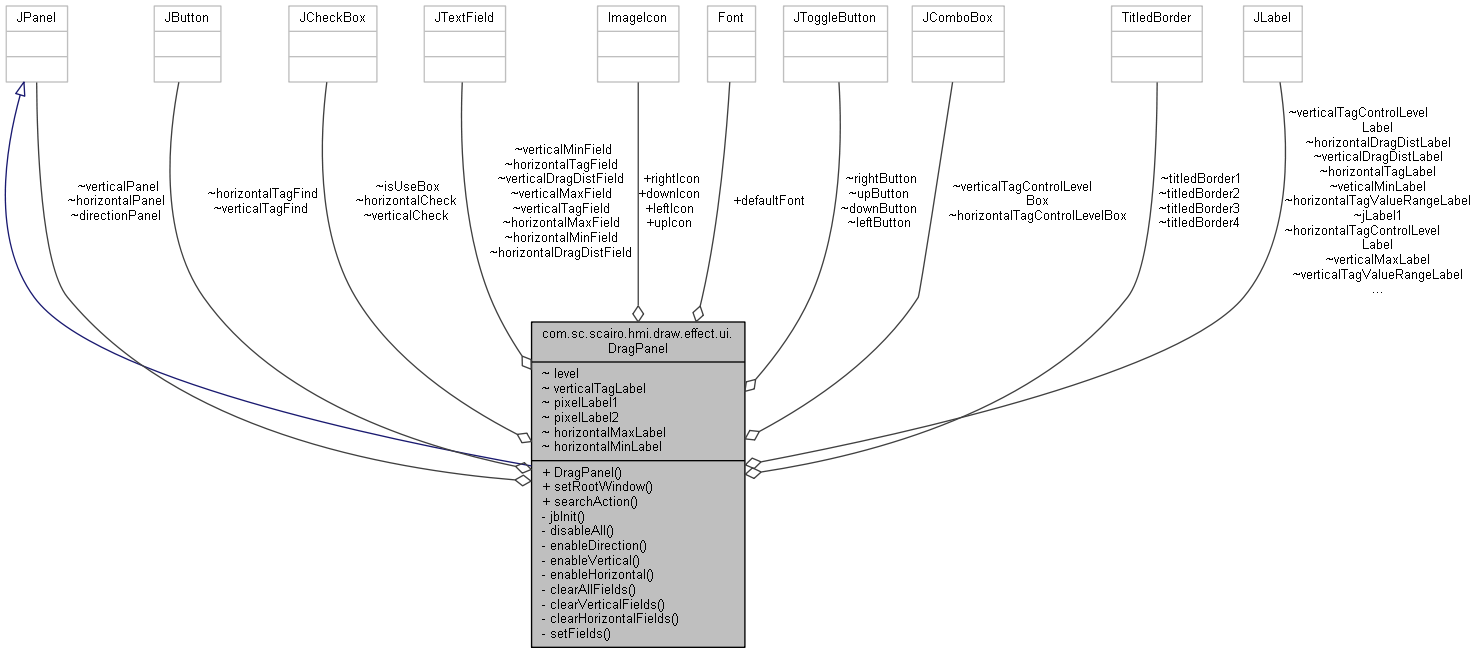 JPanel
JButton
JCheckBox
JTextField
ImageIcon
Font
JToggleButton
JComboBox
TitledBorder
JLabel
~verticalPanel
~horizontalPanel
~directionPanel
~horizontalTagFind
~verticalTagFind
~isUseBox
~horizontalCheck
~verticalCheck
~verticalMinField
~horizontalTagField
~verticalDragDistField
~verticalMaxField
~verticalTagField
~horizontalMaxField
~horizontalMinField
~horizontalDragDistField
+rightIcon
+downIcon
+leftIcon
+upIcon
+defaultFont
~rightButton
~upButton
~downButton
~leftButton
~verticalTagControlLevel
Box
~horizontalTagControlLevelBox
~titledBorder1
~titledBorder2
~titledBorder3
~titledBorder4
~verticalTagControlLevel
Label
~horizontalDragDistLabel
~verticalDragDistLabel
~horizontalTagLabel
~veticalMinLabel
~horizontalTagValueRangeLabel
~jLabel1
~horizontalTagControlLevel
Label
~verticalMaxLabel
~verticalTagValueRangeLabel
...
com.sc.scairo.hmi.draw.effect.ui.
DragPanel
~ level
~ verticalTagLabel
~ pixelLabel1
~ pixelLabel2
~ horizontalMaxLabel
~ horizontalMinLabel
+ DragPanel()
+ setRootWindow()
+ searchAction()
- jbInit()
- disableAll()
- enableDirection()
- enableVertical()
- enableHorizontal()
- clearAllFields()
- clearVerticalFields()
- clearHorizontalFields()
- setFields()